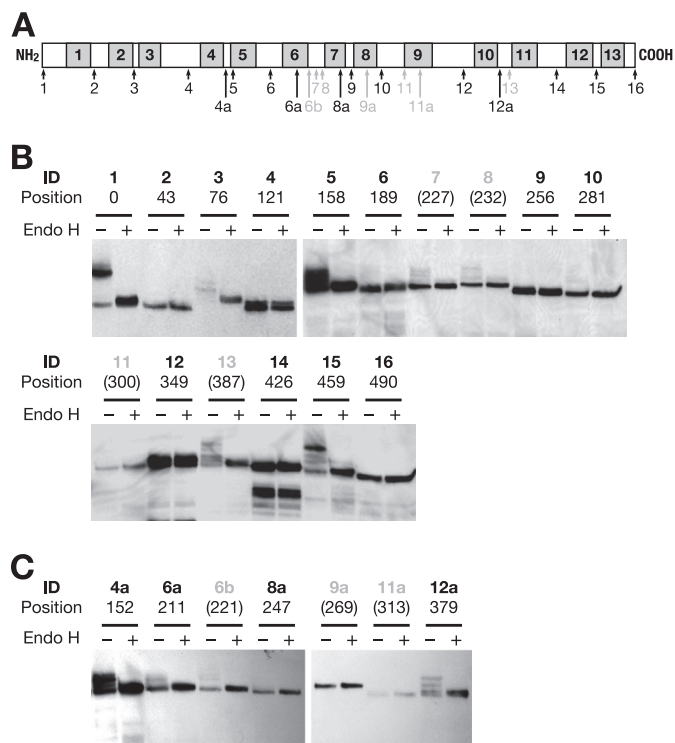 A
NH2 1 2 3 4 5 6 7 8 9 10 11 12 13 COOH
1 2 3 4 5 6 7 8 9 10 11 12 13 14 15 16
4a 6a 6b 8a 9a 11a 12a
B
ID 1 2 3 4 5 6 7 8 9 10
Position 0 43 76 121 158 189 (227) (232) 256 281
Endo H − + − + − + − + − + − + − + − + − + − +
ID 11 12 13 14 15 16
Position (300) 349 (387) 426 459 490
Endo H − + − + − + − + − + − +
C
ID 4a 6a 6b 8a 9a 11a 12a
Position 152 211 (221) 247 (269) (313) 379
Endo H − + − + − + − + − + − + − +